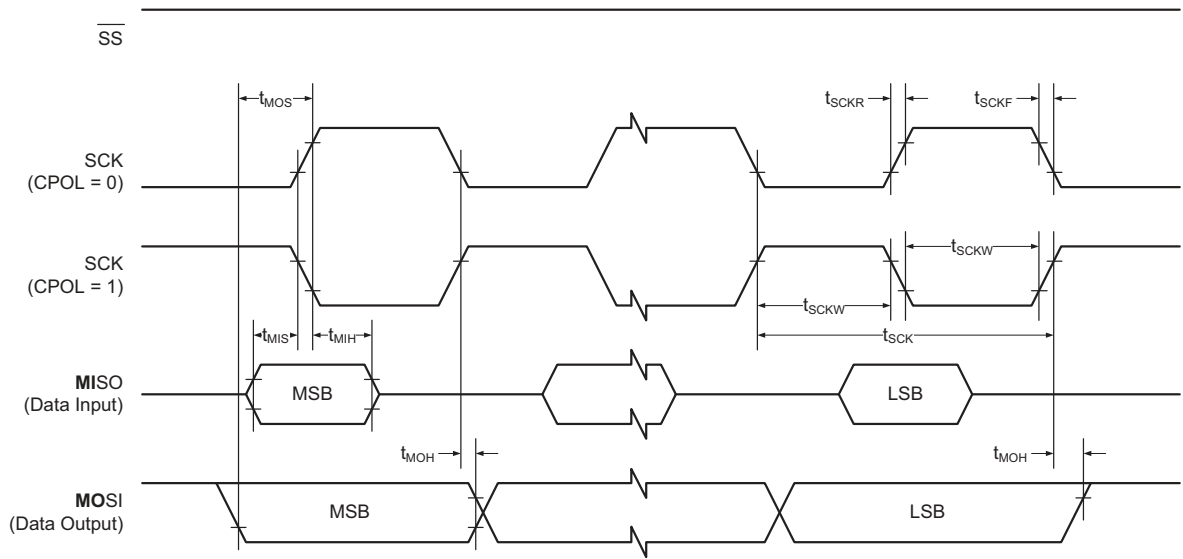 SS
tMOS
tSCKR
tSCKF
SCK
(CPOL = 0)
SCK
(CPOL = 1)
tSCKW
tSCKW
tMIS
tMIH
tSCK
MISO
(Data Input)
MSB
LSB
tMOH
tMOH
MOSI
(Data Output)
MSB
LSB